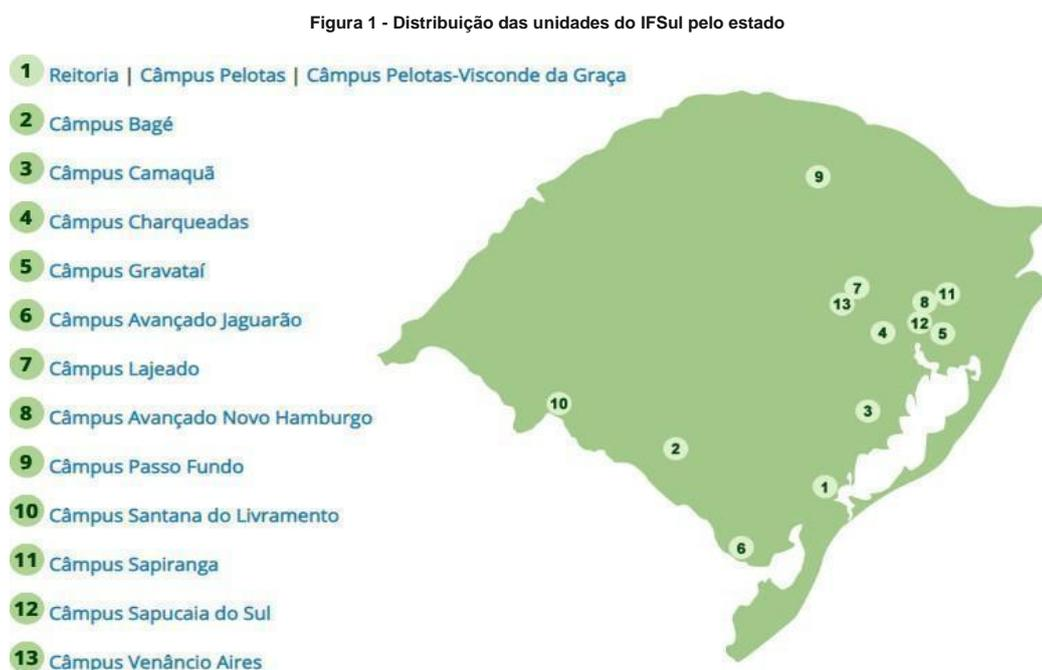 Figura 1 - Distribuição das unidades do IFSul pelo estado
1 Reitoria | Câmpus Pelotas | Câmpus Pelotas-Visconde da Graça
2 Câmpus Bagé
3 Câmpus Camaquã
4 Câmpus Charqueadas
5 Câmpus Gravataí
6 Câmpus Avançado Jaguarão
7 Câmpus Lajeado
8 Câmpus Avançado Novo Hamburgo
9 Câmpus Passo Fundo
10 Câmpus Santana do Livramento
11 Câmpus Sapiranga
12 Câmpus Sapucaia do Sul
13 Câmpus Venâncio Aires
9
7
11
13
8
12
4
5
10
3
2
1
6